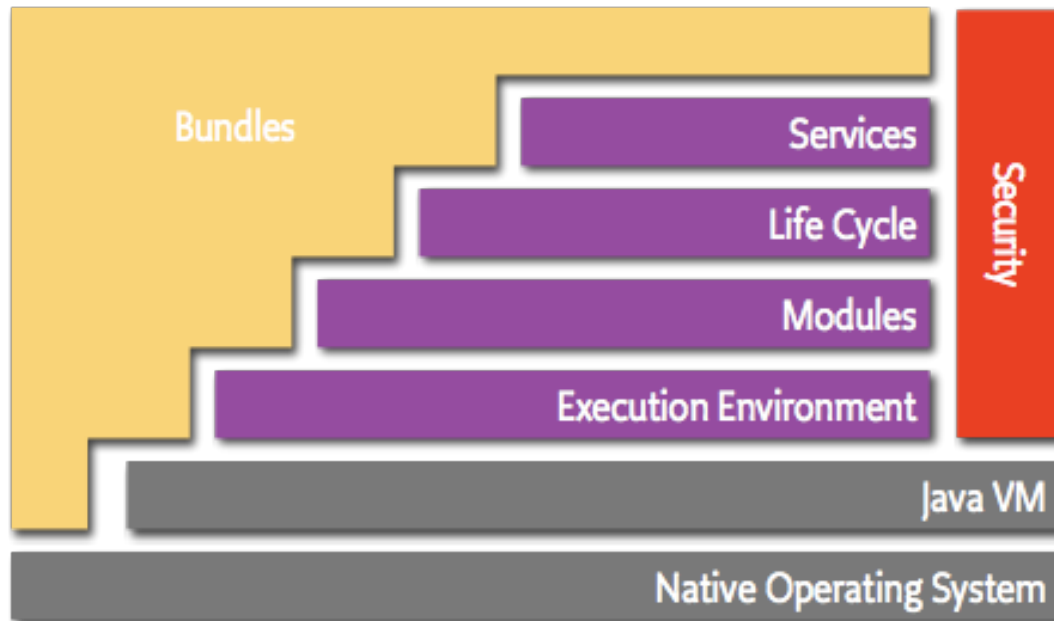 Bundles
Services
Life Cycle
Modules
Execution Environment
Security
Java VM
Native Operating System